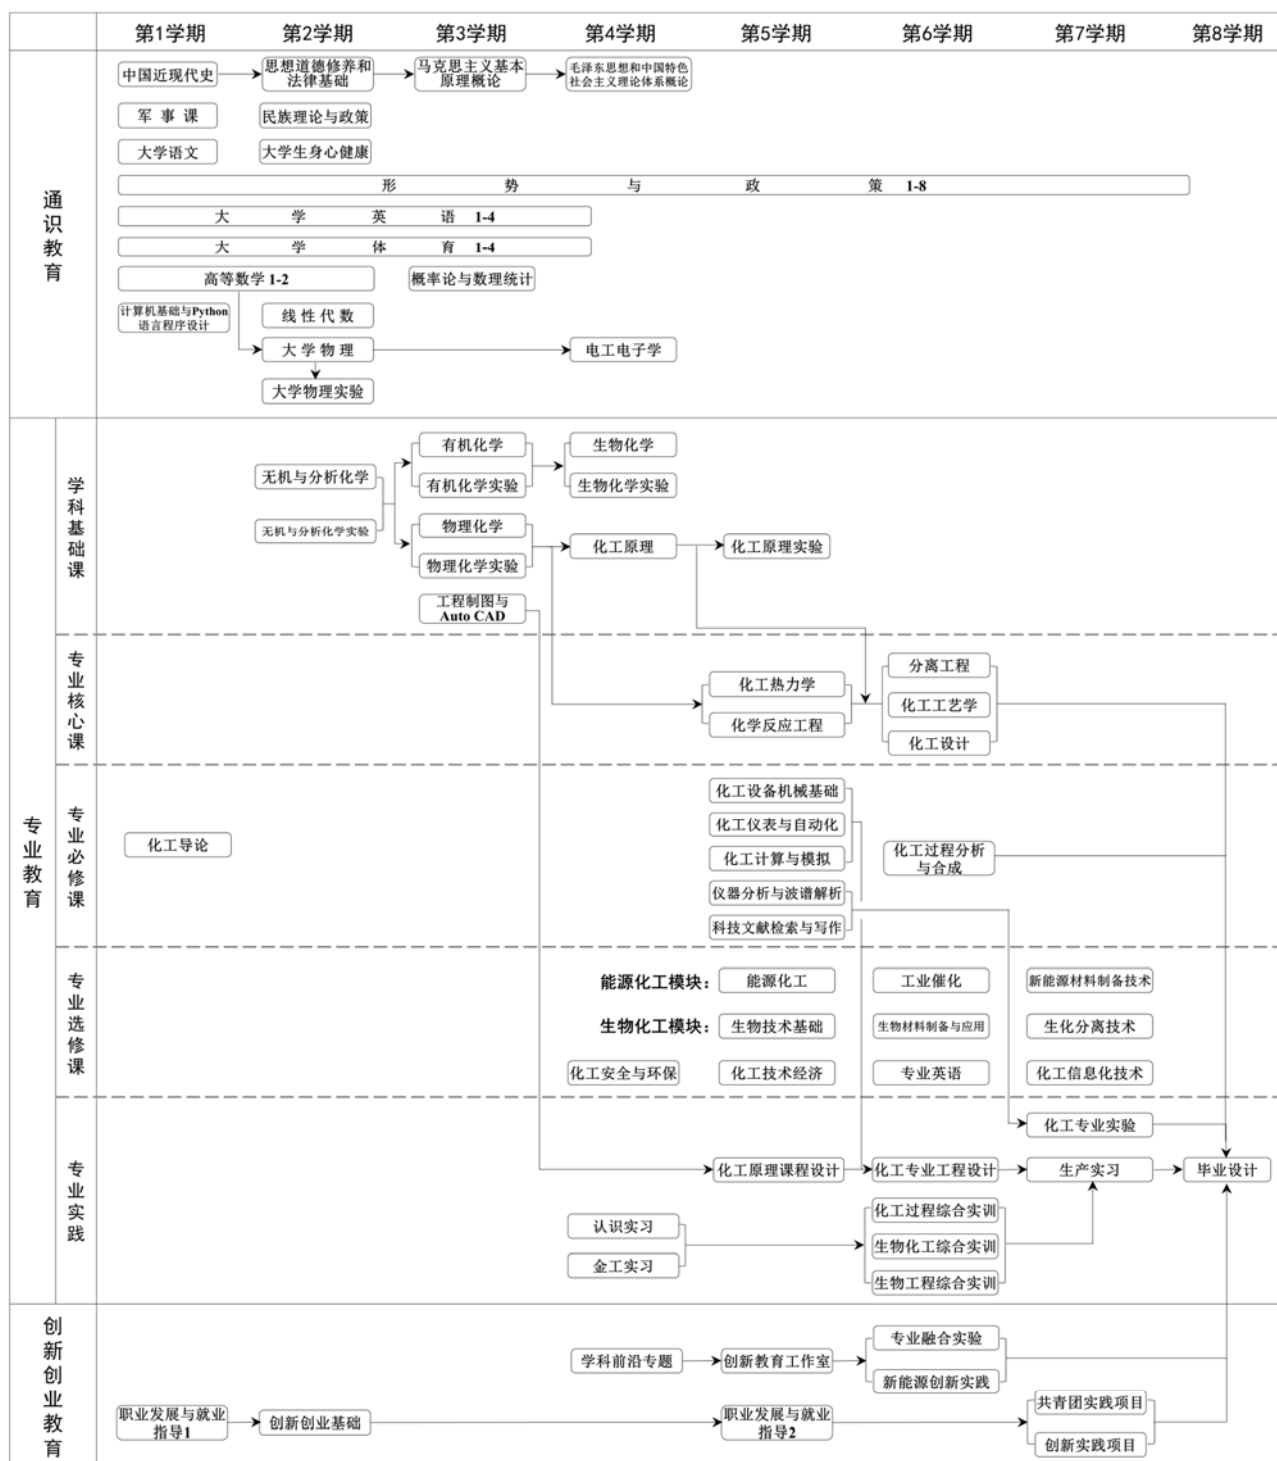 第1学期
第2学期
第3学期
第4学期
第5学期
第6学期
第7学期
第8学期
通识教育
中国近现代史
思想道德修养和
法律基础
马克思主义基本
原理概论
毛泽东思想和中国特色
社会主义理论体系概论
军 事 课
民族理论与政策
大学语文
大学生身心健康
形 势 与 政 策 1-8
大 学 英 语 1-4
大 学 体 育 1-4
高等数学 1-2
概率论与数理统计
计算机基础与Python
语言程序设计
线 性 代 数
大 学 物 理
电工电子学
大学物理实验
专业教育
学科基础课
有机化学
生物化学
无机与分析化学
有机化学实验
生物化学实验
无机与分析化学实验
物理化学
化工原理
化工原理实验
物理化学实验
工程制图与
Auto CAD
专业核心课
分离工程
化工热力学
化工工艺学
化学反应工程
化工设计
专业必修课
化工设备机械基础
化工仪表与自动化
化工导论
化工计算与模拟
化工过程分析
与合成
仪器分析与波谱解析
科技文献检索与写作
专业选修课
能源化工模块：
能源化工
工业催化
新能源材料制备技术
生物化工模块：
生物技术基础
生物材料制备与应用
生化分离技术
化工安全与环保
化工技术经济
专业英语
化工信息化技术
专业实践
化工专业实验
化工原理课程设计
化工专业工程设计
生产实习
毕业设计
化工过程综合实训
认识实习
生物化工综合实训
金工实习
生物工程综合实训
创新创业教育
专业融合实验
学科前沿专题
创新教育工作室
新能源创新实践
职业发展与就业
指导1
创新创业基础
职业发展与就业
指导2
共青团实践项目
创新实践项目